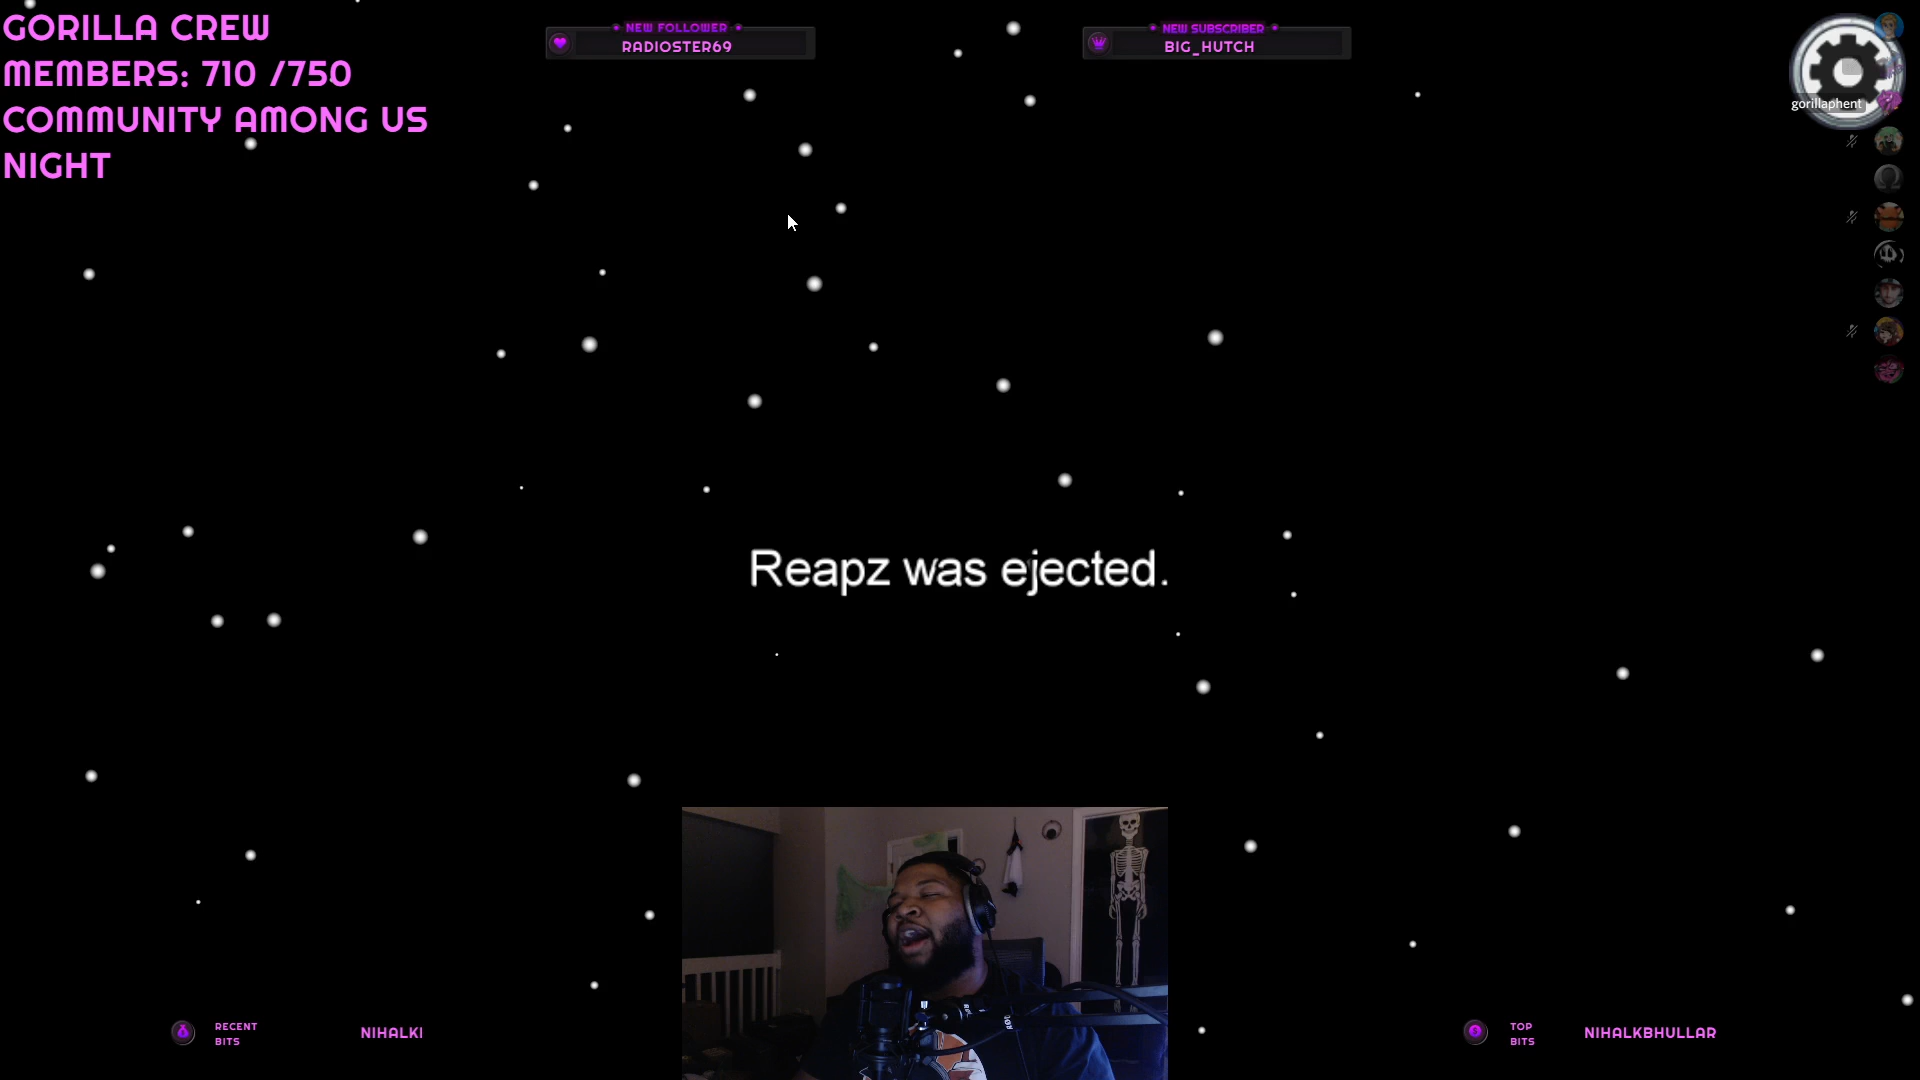 GORILLA CREW
MEMBERS: 710 /750
COMMUNITY AMONG US
NIGHT
NEW FOLLOWER
RADIOSTER69
NEW SUBSCRIBER
BIG_HUTCH
gorillaphent
Reapz was ejected.
RECENT
BITS
NIHALKI
TOP
BITS
NIHALKBHULLAR